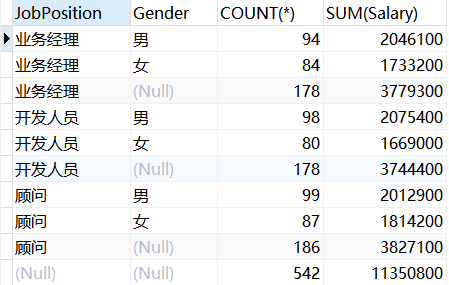 JobPosition Gender COUNT(*) SUM(Salary)
业务经理 男 94 2046100
业务经理 女 84 1733200
业务经理 (Null) 178 3779300
开发人员 男 98 2075400
开发人员 女 80 1669000
开发人员 (Null) 178 3744400
顾问 男 99 2012900
顾问 女 87 1814200
顾问 (Null) 186 3827100
(Null) (Null) 542 11350800